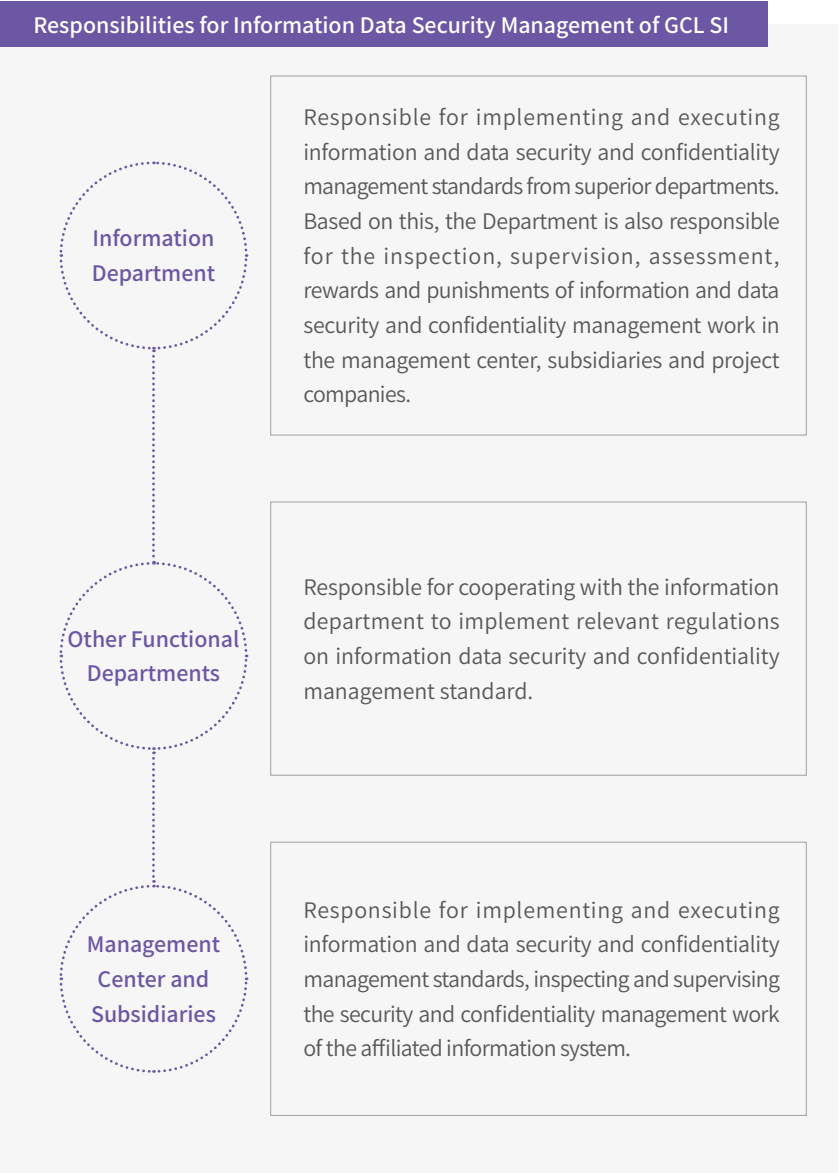 Responsibilities for Information Data Security Management of GCL SI
Information
Department
Responsible for implementing and executing
information and data security and confidentiality
management standards from superior departments.
Based on this, the Department is also responsible
for the inspection, supervision, assessment,
rewards and punishments of information and data
security and confidentiality management work in
the management center, subsidiaries and project
companies.
Other Functional
Departments
Responsible for cooperating with the information
department to implement relevant regulations
on information data security and confidentiality
management standard.
Management
Center and
Subsidiaries
Responsible for implementing and executing
information and data security and confidentiality
management standards, inspecting and supervising
the security and confidentiality management work
of the affiliated information system.